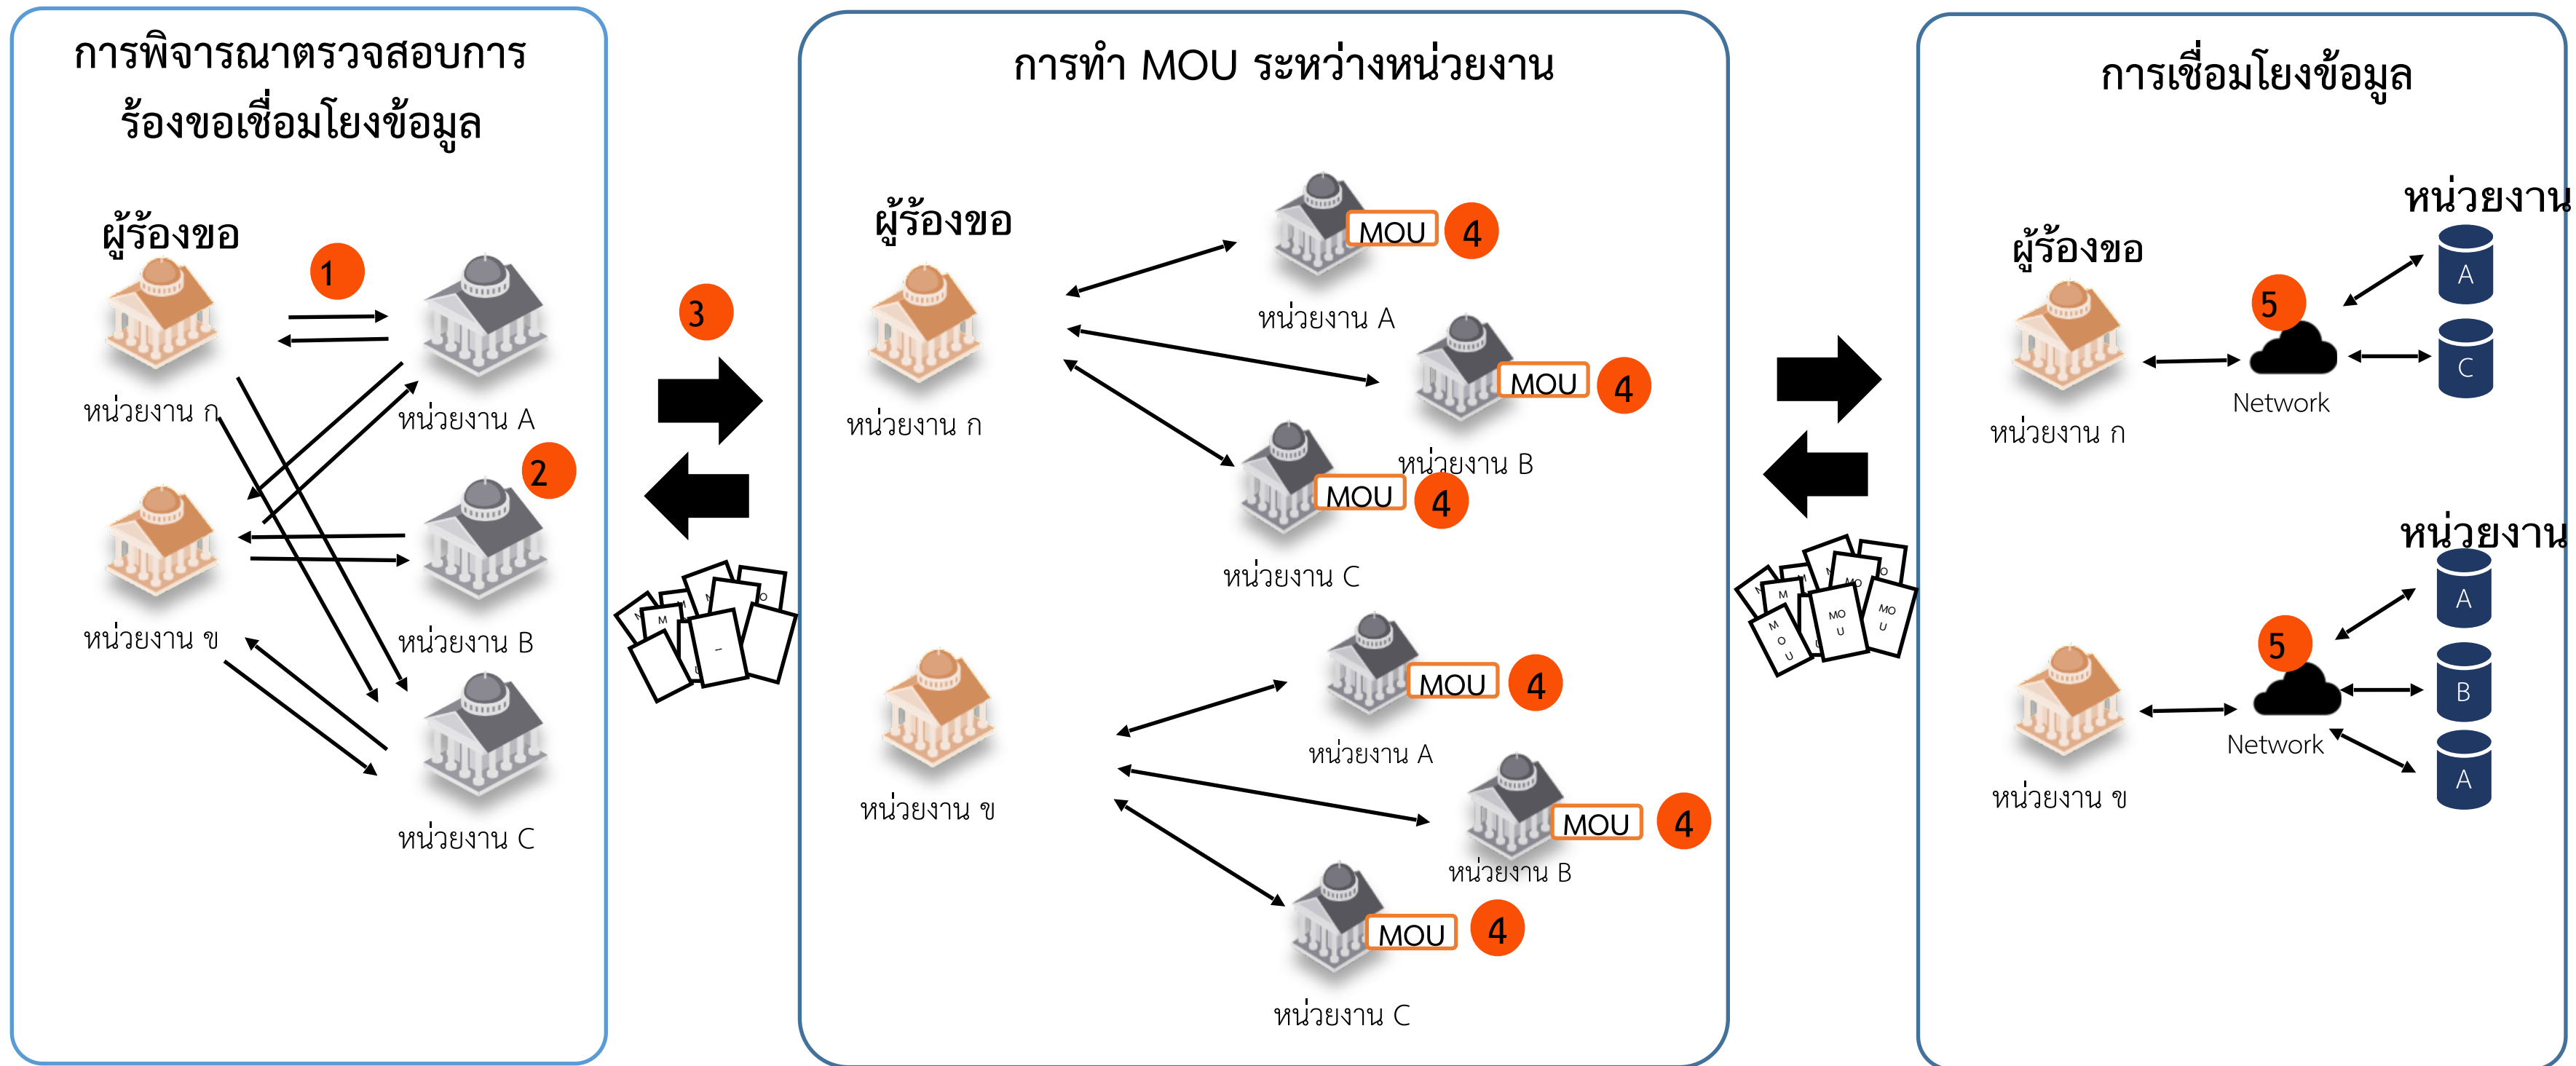 การพิจารณาตรวจสอบการ
ร้องขอเชื่อมโยงข้อมูล
ผู้ร้องขอ
1
หน่วยงาน ก
หน่วยงาน A
2
หน่วยงาน ข
หน่วยงาน B
หน่วยงาน C
3
M
M
M
M
O
U
การทำ MOU ระหว่างหน่วยงาน
ผู้ร้องขอ
MOU
4
หน่วยงาน A
MOU
4
หน่วยงาน ก
หน่วยงาน B
MOU
4
หน่วยงาน C
MOU
4
หน่วยงาน A
หน่วยงาน ข
MOU
4
หน่วยงาน B
MOU
4
หน่วยงาน C
M
M
M
M
MO
O
M
O
U
MO
U
MO
U
U
การเชื่อมโยงข้อมูล
หน่วยงาน
ผู้ร้องขอ
A
5
C
Network
หน่วยงาน ก
หน่วยงาน
A
5
B
Network
A
หน่วยงาน ข